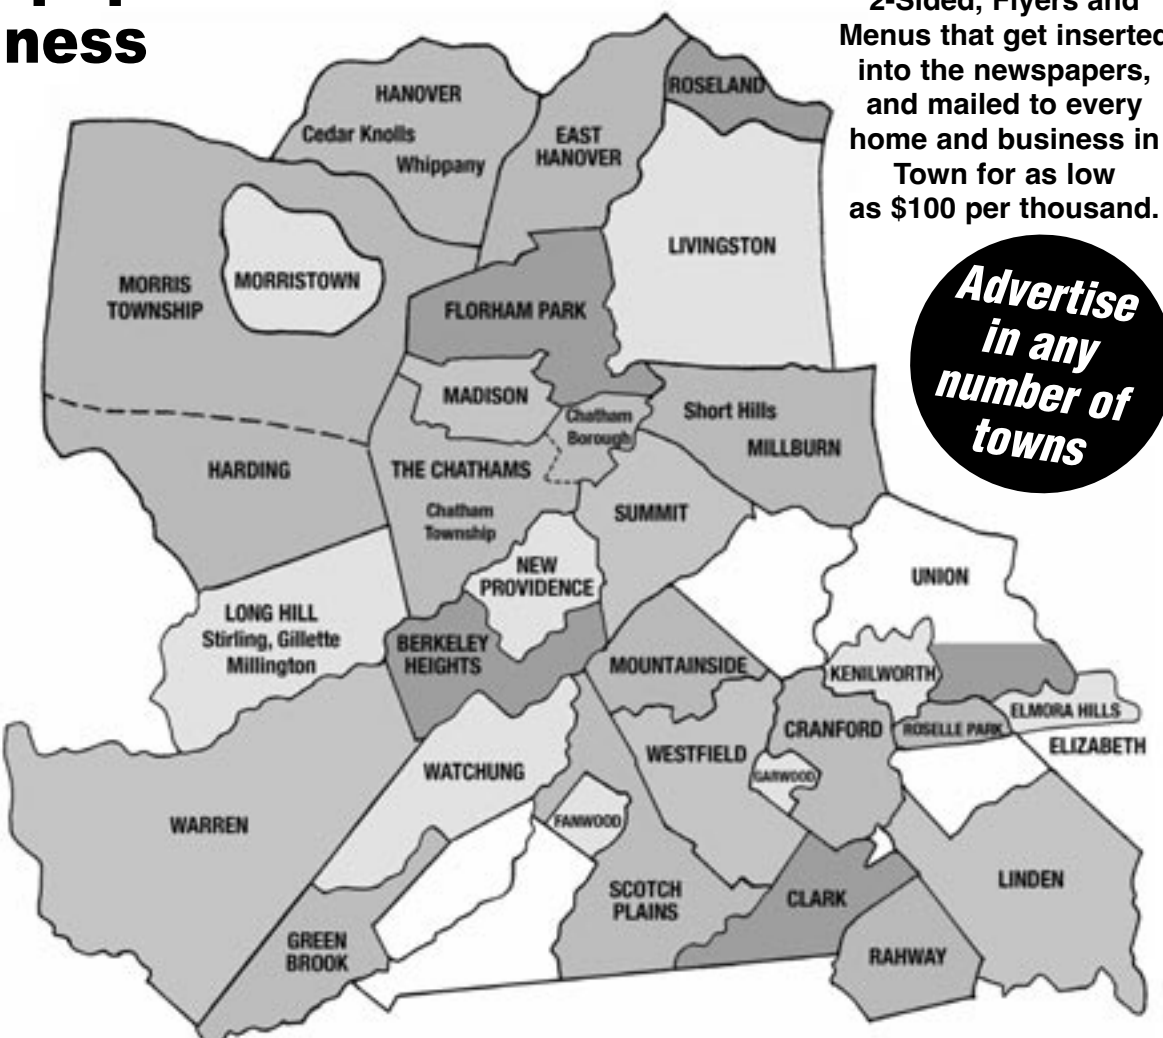 ness
2-Sided, Flyers and
Menus that get inserted
into the newspapers,
and mailed to every
home and business in
Town for as low
as $100 per thousand.
Advertise
in any
number of
towns
ROSELAND
HANOVER
Cedar Knolls
Whippany
EAST
HANOVER
LIVINGSTON
MORRIS
TOWNSHIP
MORRISTOWN
FLORHAM PARK
MADISON
Chatham
Borough
Short Hills
MILLBURN
HARDING
THE CHATHAMS
Chatham
Township
SUMMIT
NEW
PROVIDENCE
UNION
LONG HILL
Stirling, Gillette
Millington
BERKELEY
HEIGHTS
MOUNTAINSIDE
KENILWORTH
ELMORA HILLS
ROSELLE PARK
ELIZABETH
CRANFORD
WESTFIELD
GARWOOD
WATCHUNG
WARREN
FANWOOD
SCOTCH
PLAINS
CLARK
LINDEN
GREEN
BROOK
RAHWAY